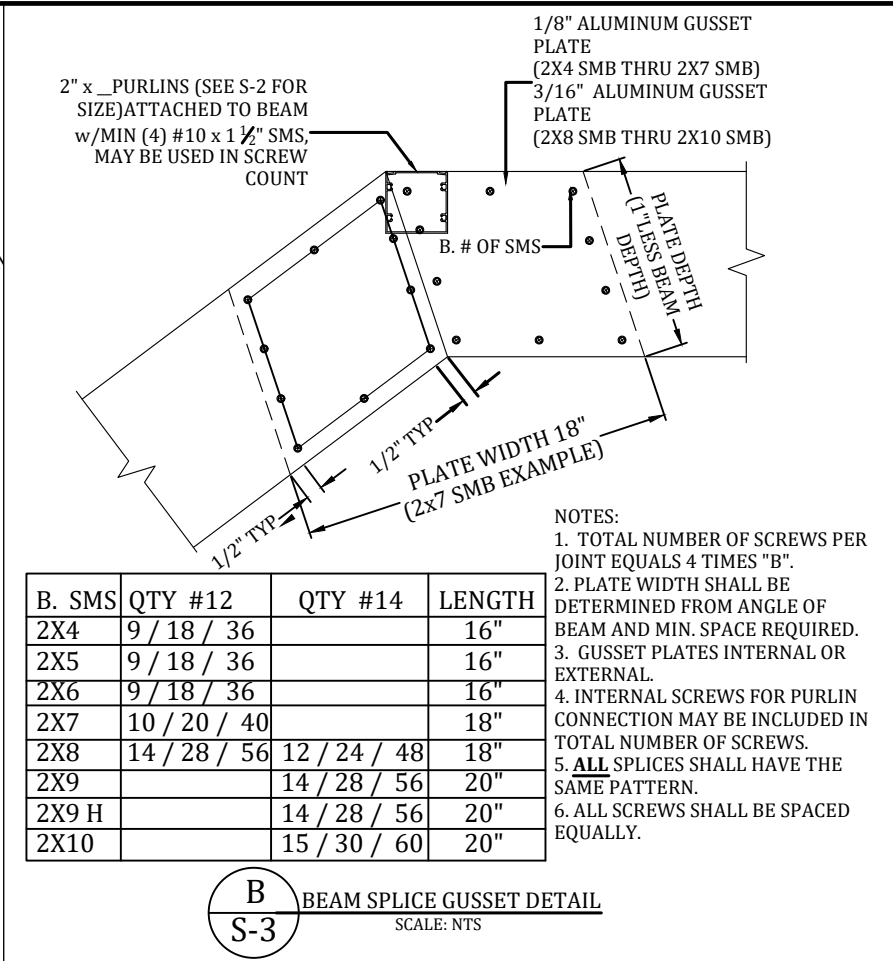 1/8" ALUMINUM GUSSET
PLATE
(2X4 SMB THRU 2X7 SMB)
3/16" ALUMINUM GUSSET
PLATE
(2X8 SMB THRU 2X10 SMB)
2" x _PURLINS (SEE S-2 FOR
SIZE)ATTACHED TO BEAM
w/MIN (4) #10 x 1 ½" SMS,
MAY BE USED IN SCREW
COUNT
B. # OF SMS
PLATE DEPTH
(1"LESS BEAM
DEPTH)
1/2" TYP
1/2" TYP
PLATE WIDTH 18"
(2x7 SMB EXAMPLE)
NOTES:
1. TOTAL NUMBER OF SCREWS PER
JOINT EQUALS 4 TIMES "B".
2. PLATE WIDTH SHALL BE
DETERMINED FROM ANGLE OF
BEAM AND MIN. SPACE REQUIRED.
3. GUSSET PLATES INTERNAL OR
EXTERNAL.
4. INTERNAL SCREWS FOR PURLIN
CONNECTION MAY BE INCLUDED IN
TOTAL NUMBER OF SCREWS.
5. ALL SPLICES SHALL HAVE THE
SAME PATTERN.
6. ALL SCREWS SHALL BE SPACED
EQUALLY.
B. SMS QTY #12 QTY #14 LENGTH
2X4 9 / 18 / 36 16"
2X5 9 / 18 / 36 16"
2X6 9 / 18 / 36 16"
2X7 10 / 20 / 40 18"
2X8 14 / 28 / 56 12 / 24 / 48 18"
2X9 14 / 28 / 56 20"
2X9 H 14 / 28 / 56 20"
2X10 15 / 30 / 60 20"
B
S-3
BEAM SPLICE GUSSET DETAIL
SCALE: NTS